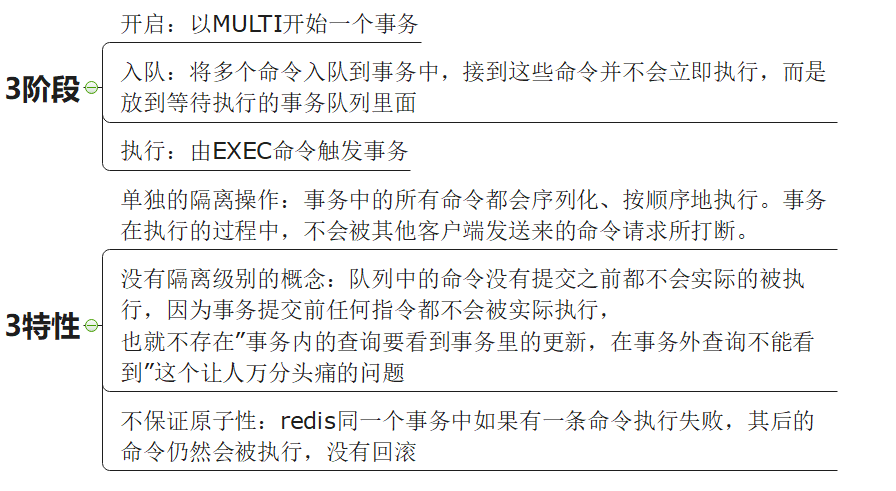 3阶段
开启：以MULTI开始一个事务
入队：将多个命令入队到事务中，接到这些命令并不会立即执行，而是
放到等待执行的事务队列里面
执行：由EXEC命令触发事务
3特性
单独的隔离操作：事务中的所有命令都会序列化、按顺序地执行。事务
在执行的过程中，不会被其他客户端发送来的命令请求所打断。
没有隔离级别的概念：队列中的命令没有提交之前都不会实际的被执
行，因为事务提交前任何指令都不会被实际执行，
也就不存在”事务内的查询要看到事务里的更新，在事务外查询不能看
到”这个让人万分头痛的问题
不保证原子性：redis同一个事务中如果有一条命令执行失败，其后的
命令仍然会被执行，没有回滚